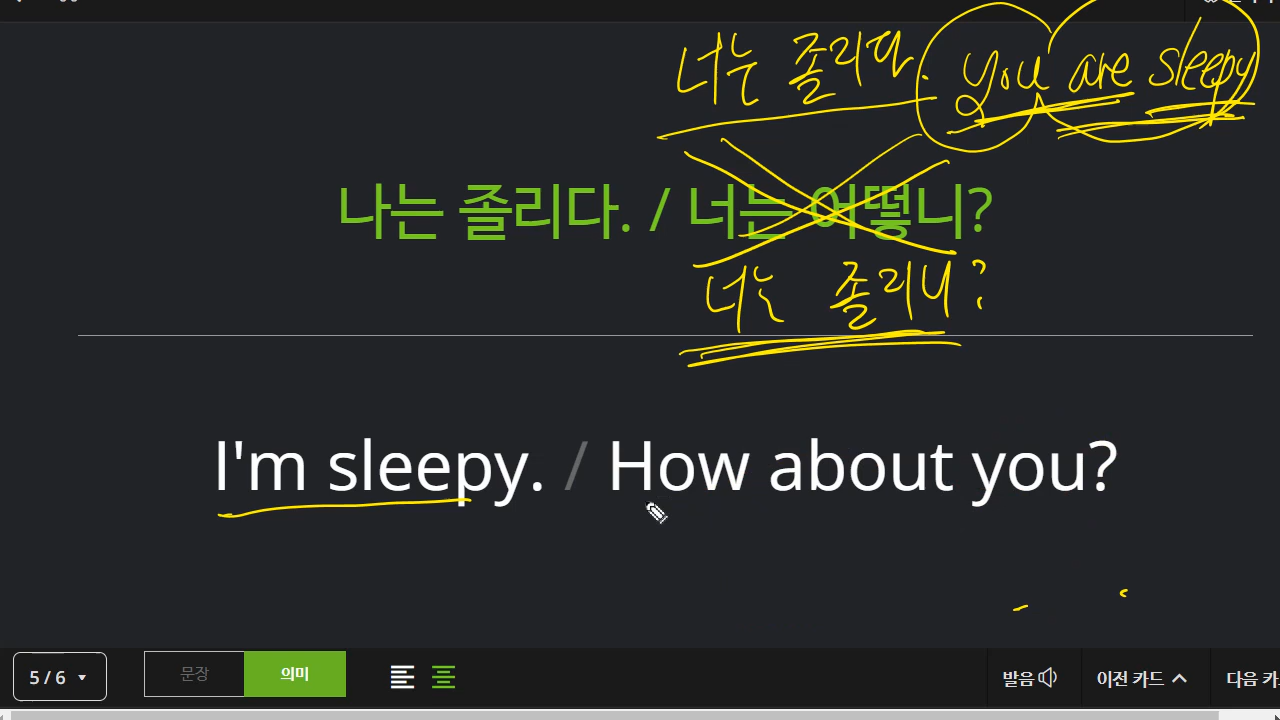 너는 졸리다. You are sleepy
나는 졸리다. / 너는 어떻니?
너는 졸리니?
I'm sleepy. / How about you?
5 / 6 문장 의미 발음 이전 카드 다음 카